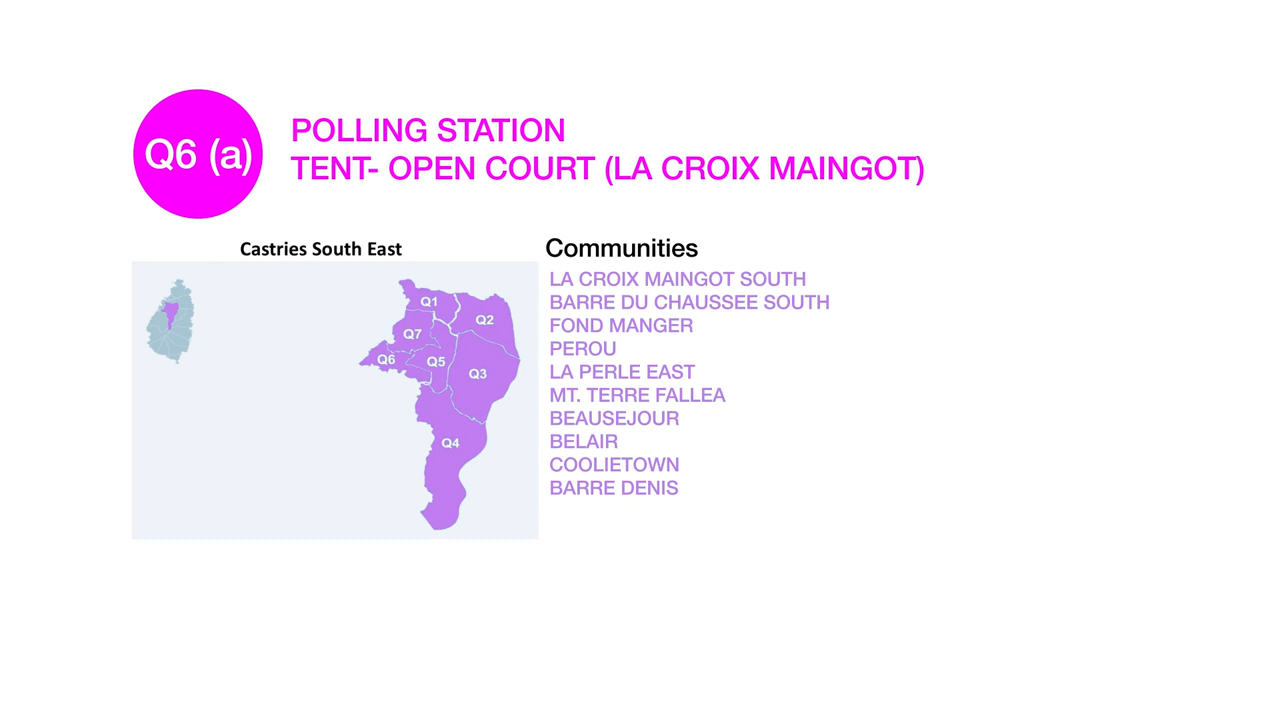 Q6 (a)
POLLING STATION
TENT- OPEN COURT (LA CROIX MAINGOT)
Castries South East
Q1
Q2
Q7
Q6
Q5
Q3
Q4
Communities
LA CROIX MAINGOT SOUTH
BARRE DU CHAUSSEE SOUTH
FOND MANGER
PEROU
LA PERLE EAST
MT. TERRE FALLEA
BEAUSEJOUR
BELAIR
COOLIETOWN
BARRE DENIS